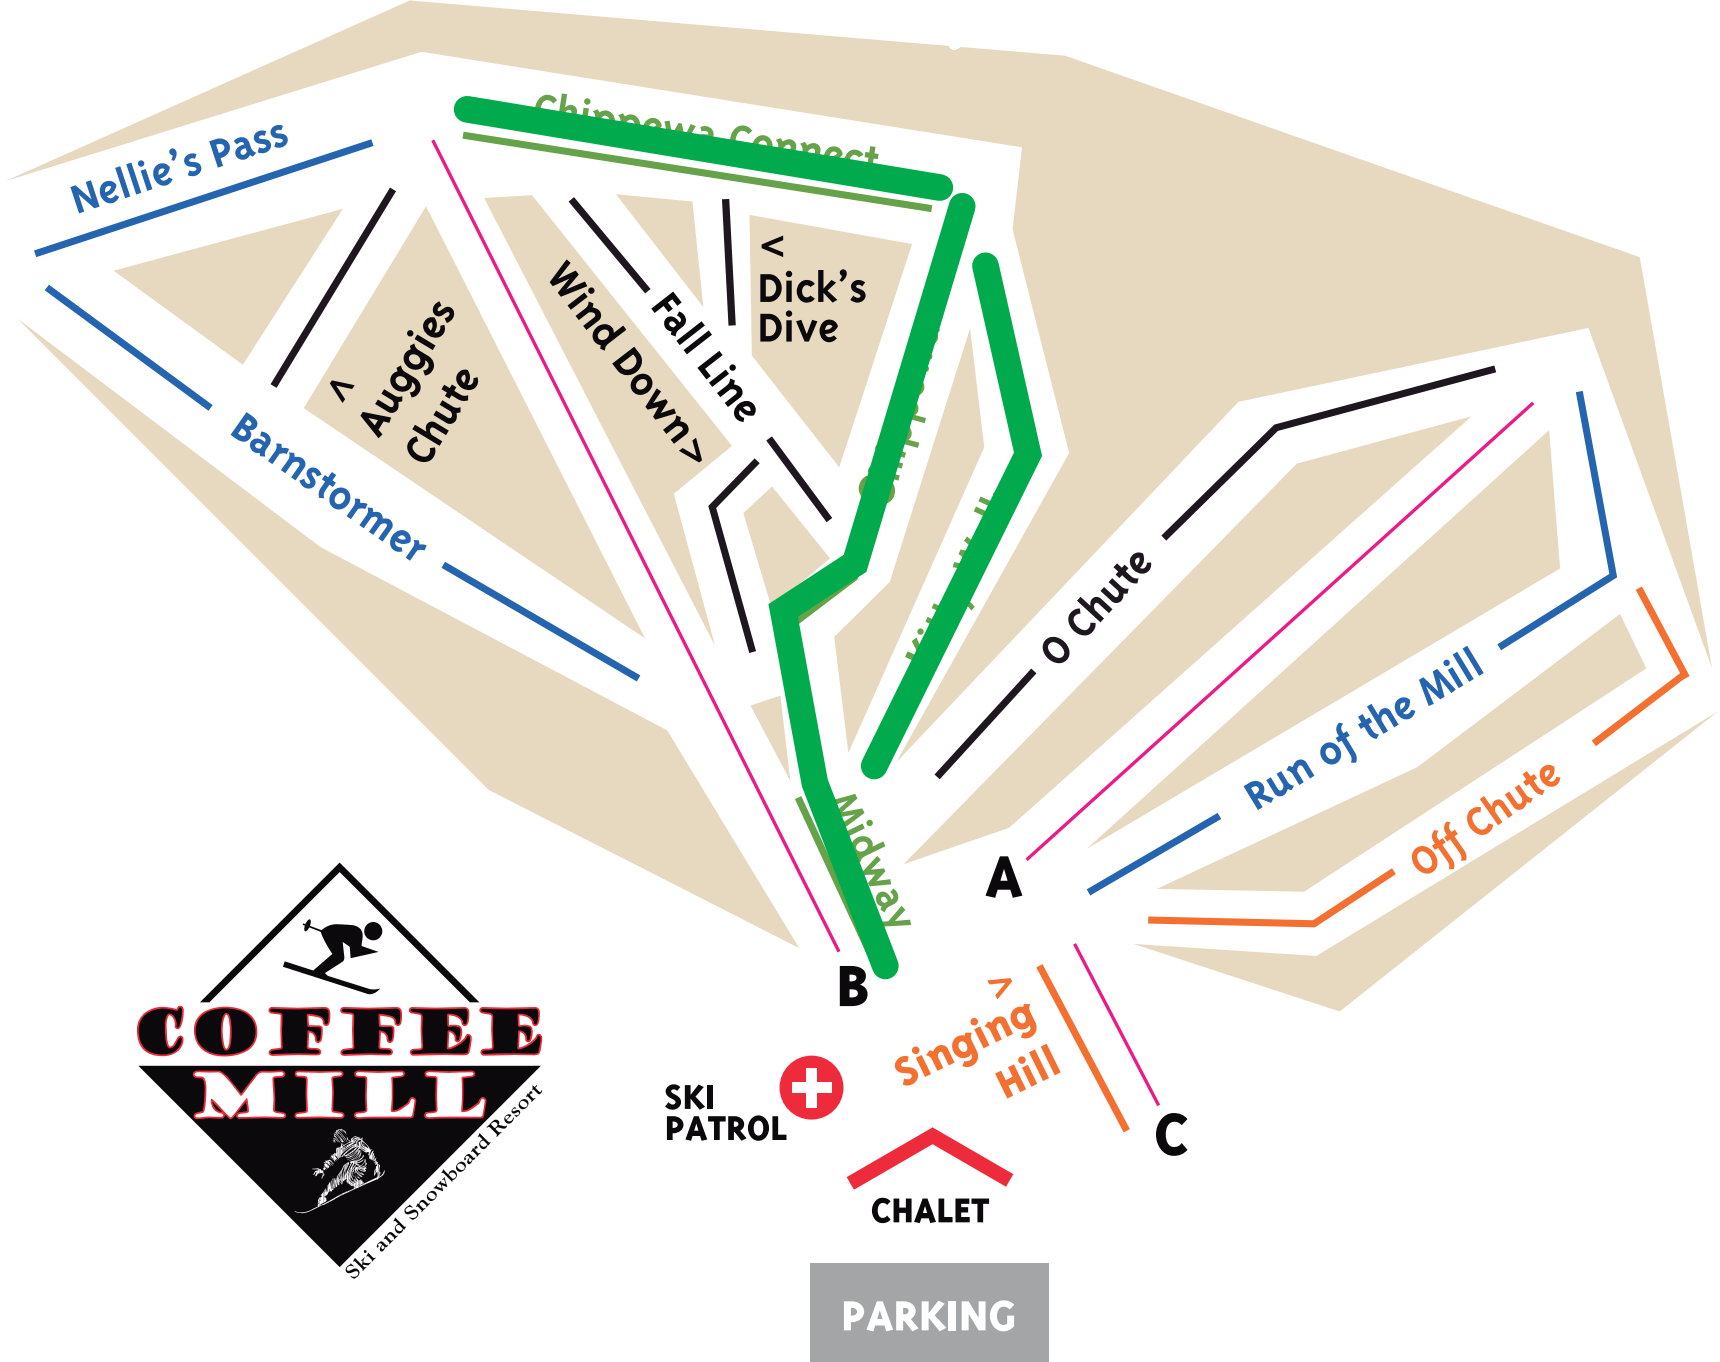 Chippewa Connect
Nellie's Pass
<
Dick's
Dive
Wind Down>
Fall Line
<
Auggies
Chute
Barnstormer
O Chute
Run of the Mill
Off Chute
Midway
A
B
>
Singing
Hill
C
SKI
PATROL
CHALET
PARKING
COFFEE
MILL
Ski and Snowboard Resort